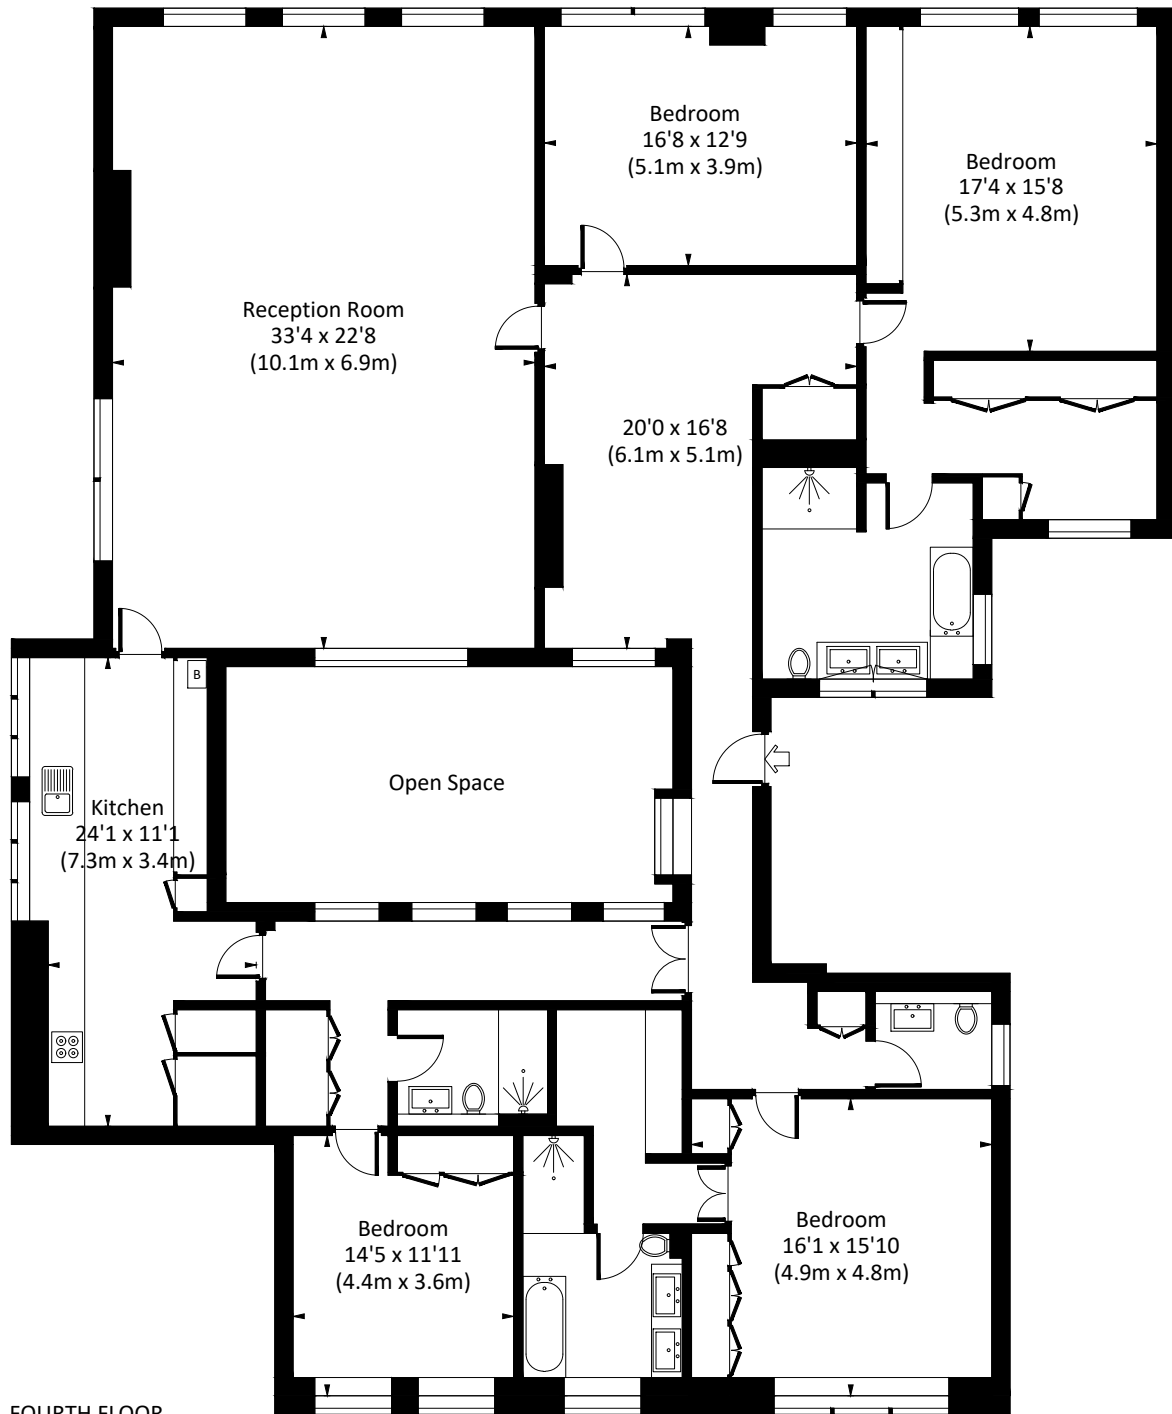 Bedroom
16'8 x 12'9
(5.1m x 3.9m)
Bedroom
17'4 x 15'8
(5.3m x 4.8m)
Reception Room
33'4 x 22'8
(10.1m x 6.9m)
20'0 x 16'8
(6.1m x 5.1m)
B
Open Space
Kitchen
24'1 x 11'1
(7.3m x 3.4m)
Bedroom
14'5 x 11'11
(4.4m x 3.6m)
Bedroom
16'1 x 15'10
(4.9m x 4.8m)
FOURTH FLOOR